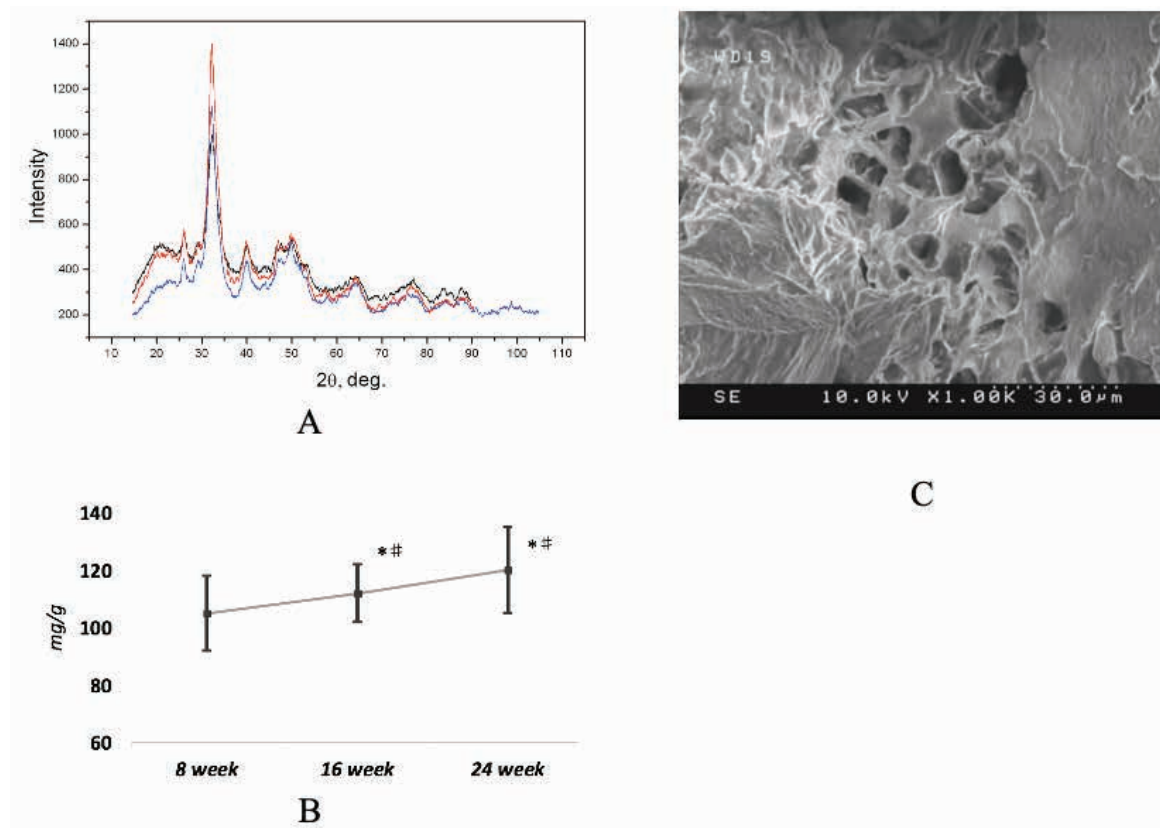 1400
1200
1000
800
600
400
200
Intensity
10 20 30 40 50 60 70 80 90 100 110
2θ, deg.
A
WD19
SE 10.0kV X1.00K 30.0µm
C
140
120
100
80
60
mg/g
*#
*#
8 week 16 week 24 week
B